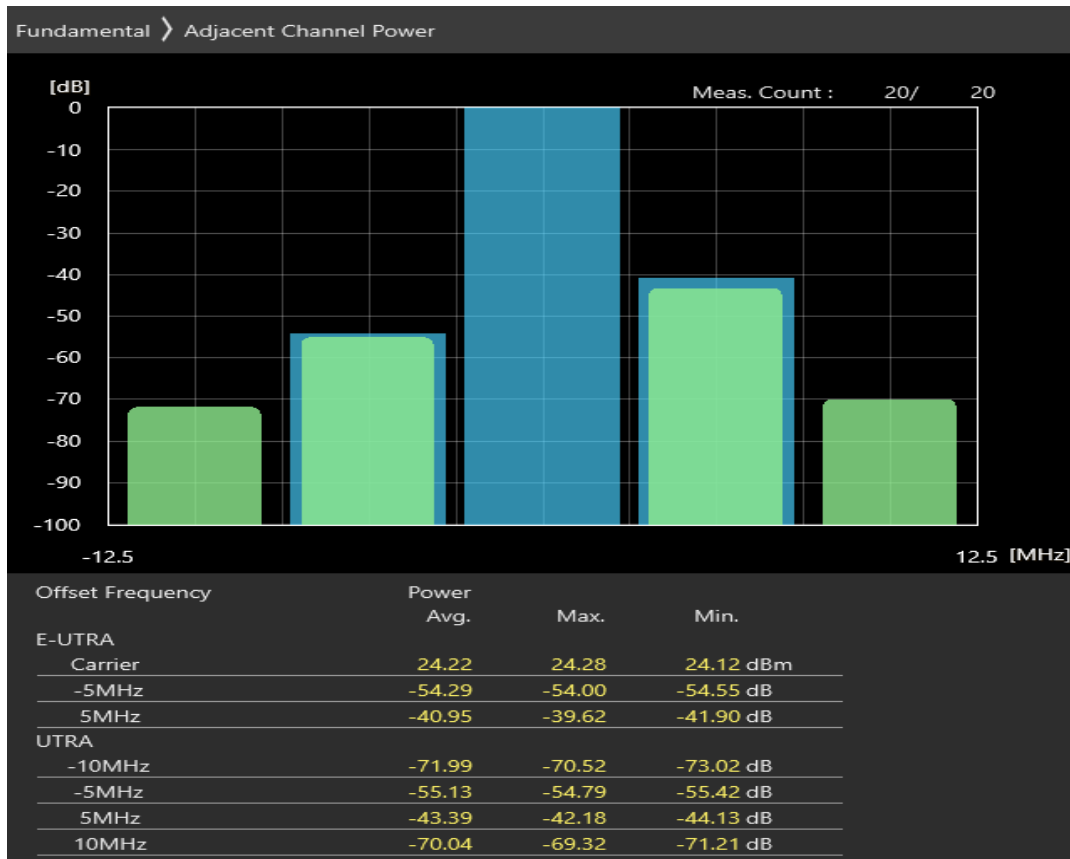 Fundamental ❯ Adjacent Channel Power
[dB]
Meas. Count : 20/ 20
0
-10
-20
-30
-40
-50
-60
-70
-80
-90
-100
-12.5 12.5 [MHz]
Offset Frequency Power
Avg. Max. Min.
E-UTRA
Carrier 24.22 24.28 24.12 dBm
-5MHz -54.29 -54.00 -54.55 dB
5MHz -40.95 -39.62 -41.90 dB
UTRA
-10MHz -71.99 -70.52 -73.02 dB
-5MHz -55.13 -54.79 -55.42 dB
5MHz -43.39 -42.18 -44.13 dB
10MHz -70.04 -69.32 -71.21 dB